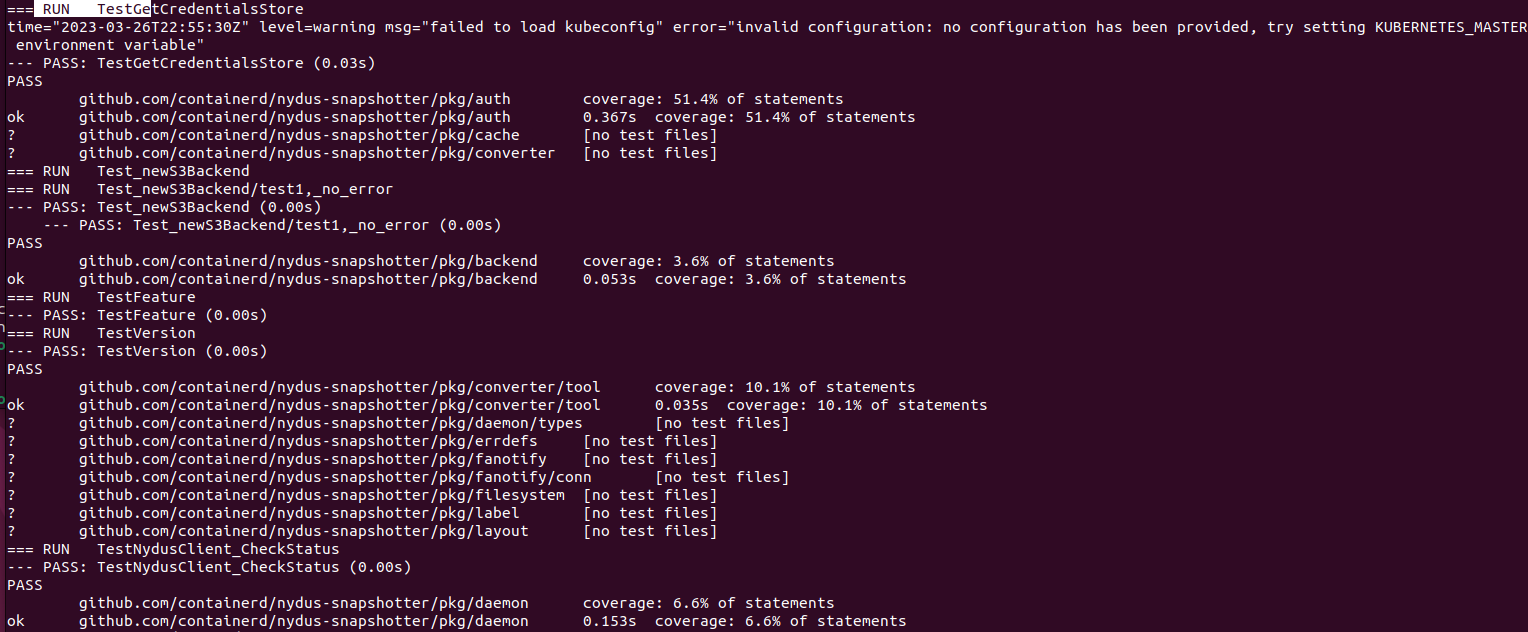 === RUN   TestGetCredentialsStore
time="2023-03-26T22:55:30Z" level=warning msg="failed to load kubeconfig" error="invalid configuration: no configuration has been provided, try setting KUBERNETES_MASTER
 environment variable"
--- PASS: TestGetCredentialsStore (0.03s)
PASS
        github.com/containerd/nydus-snapshotter/pkg/auth        coverage: 51.4% of statements
ok      github.com/containerd/nydus-snapshotter/pkg/auth        0.367s  coverage: 51.4% of statements
?       github.com/containerd/nydus-snapshotter/pkg/cache       [no test files]
?       github.com/containerd/nydus-snapshotter/pkg/converter   [no test files]
=== RUN   Test_newS3Backend
=== RUN   Test_newS3Backend/test1,_no_error
--- PASS: Test_newS3Backend (0.00s)
    --- PASS: Test_newS3Backend/test1,_no_error (0.00s)
PASS
        github.com/containerd/nydus-snapshotter/pkg/backend     coverage: 3.6% of statements
ok      github.com/containerd/nydus-snapshotter/pkg/backend     0.053s  coverage: 3.6% of statements
=== RUN   TestFeature
--- PASS: TestFeature (0.00s)
=== RUN   TestVersion
--- PASS: TestVersion (0.00s)
PASS
        github.com/containerd/nydus-snapshotter/pkg/converter/tool      coverage: 10.1% of statements
ok      github.com/containerd/nydus-snapshotter/pkg/converter/tool      0.035s  coverage: 10.1% of statements
?       github.com/containerd/nydus-snapshotter/pkg/daemon/types        [no test files]
?       github.com/containerd/nydus-snapshotter/pkg/errdefs     [no test files]
?       github.com/containerd/nydus-snapshotter/pkg/fanotify    [no test files]
?       github.com/containerd/nydus-snapshotter/pkg/fanotify/conn       [no test files]
?       github.com/containerd/nydus-snapshotter/pkg/filesystem  [no test files]
?       github.com/containerd/nydus-snapshotter/pkg/label       [no test files]
?       github.com/containerd/nydus-snapshotter/pkg/layout      [no test files]
=== RUN   TestNydusClient_CheckStatus
--- PASS: TestNydusClient_CheckStatus (0.00s)
PASS
        github.com/containerd/nydus-snapshotter/pkg/daemon      coverage: 6.6% of statements
ok      github.com/containerd/nydus-snapshotter/pkg/daemon      0.153s  coverage: 6.6% of statements